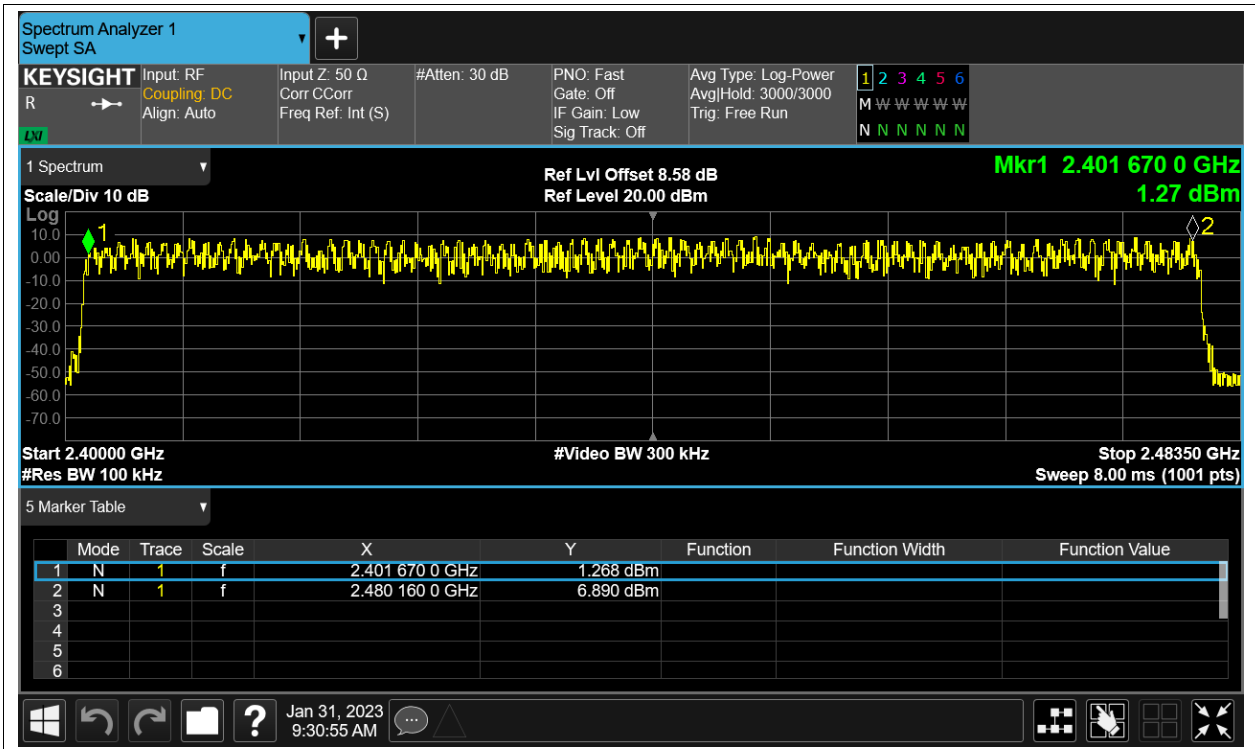 Spectrum Analyzer 1
Swept SA
KEYSIGHT Input: RF Input Z: 50 Ω #Atten: 30 dB PNO: Fast Avg Type: Log-Power 1 2 3 4 5 6
R Coupling: DC Corr CCorr Gate: Off Avg|Hold: 3000/3000 M W W W W W
Align: Auto Freq Ref: Int (S) IF Gain: Low Trig: Free Run
LXI Sig Track: Off N N N N N N
1 Spectrum Ref Lvl Offset 8.58 dB Mkr1 2.401 670 0 GHz
Scale/Div 10 dB Ref Level 20.00 dBm 1.27 dBm
Log
10.0 1 2
0.00
-10.0
-20.0
-30.0
-40.0
-50.0
-60.0
-70.0
Start 2.40000 GHz #Video BW 300 kHz Stop 2.48350 GHz
#Res BW 100 kHz Sweep 8.00 ms (1001 pts)
5 Marker Table
Mode Trace Scale X Y Function Function Width Function Value
1 N 1 f 2.401 670 0 GHz 1.268 dBm
2 N 1 f 2.480 160 0 GHz 6.890 dBm
3
4
5
6
? Jan 31, 2023
9:30:55 AM